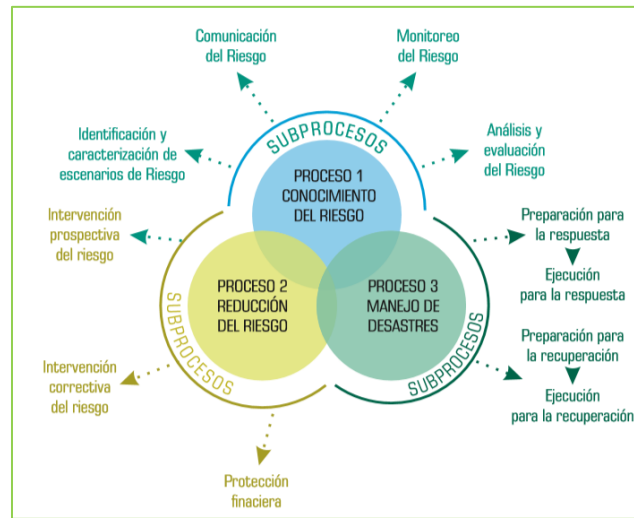 Comunicación
del Riesgo
Monitoreo
del Riesgo
Identificación y
caracterización de
escenarios de Riesgo
SUBPROCESOS
Análisis y
evaluación
del Riesgo
PROCESO 1
CONOCIMIENTO
DEL RIESGO
Intervención
prospectiva
del riesgo
Preparación para
la respuesta
Ejecución
para la respuesta
PROCESO 2
REDUCCIÓN
DEL RIESGO
PROCESO 3
MANEJO DE
DESASTRES
SUBPROCESOS
SUBPROCESOS
Preparación para
la recuperación
Ejecución
para la recuperación
Intervención
correctiva
del riesgo
Protección
finaciera